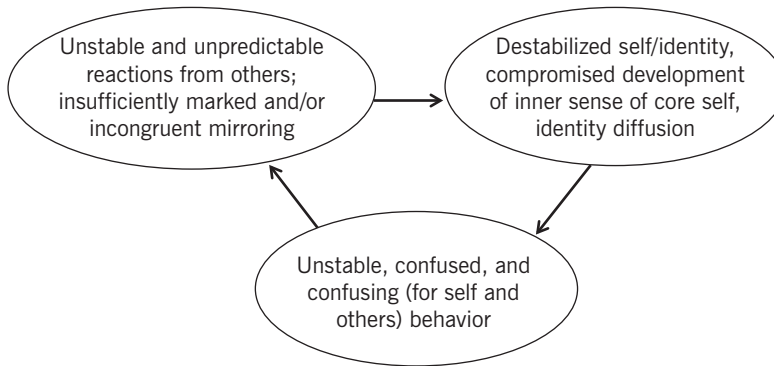 Unstable and unpredictable
reactions from others;
insufficiently marked and/or
incongruent mirroring
Destabilized self/identity,
compromised development
of inner sense of core self,
identity diffusion
Unstable, confused, and
confusing (for self and
others) behavior